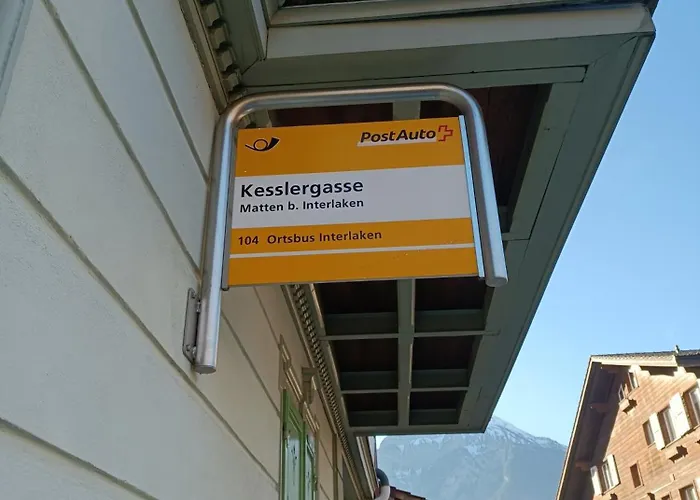 PostAuto
Kesslergasse
Matten b. Interlaken
104 Ortsbus Interlaken